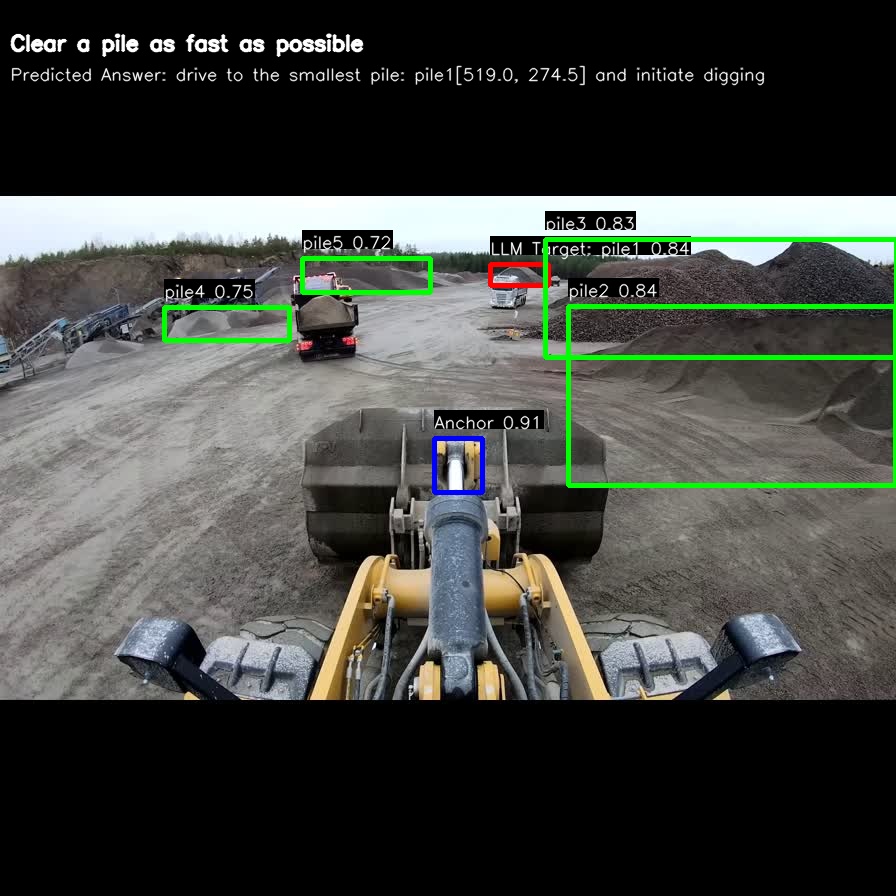 Clear a pile as fast as possible
Predicted Answer: drive to the smallest pile: pile1[519.0, 274.5] and initiate digging
pile3 0.83
pile5 0.72
LLM Target: pile1 0.84
pile4 0.75
pile2 0.84
Anchor 0.91